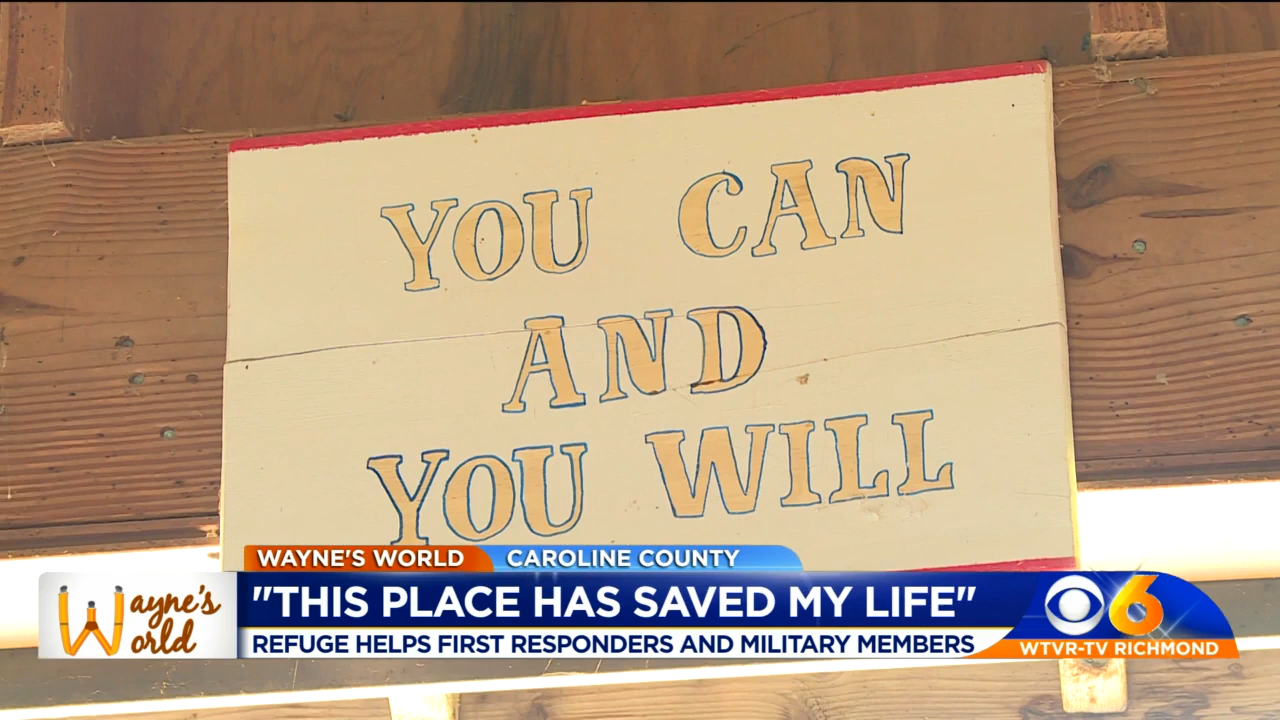 YOU CAN
AND
YOU WILL
WAYNE'S WORLD CAROLINE COUNTY
Wayne's
World
"THIS PLACE HAS SAVED MY LIFE"
REFUGE HELPS FIRST RESPONDERS AND MILITARY MEMBERS
6
WTVR-TV RICHMOND